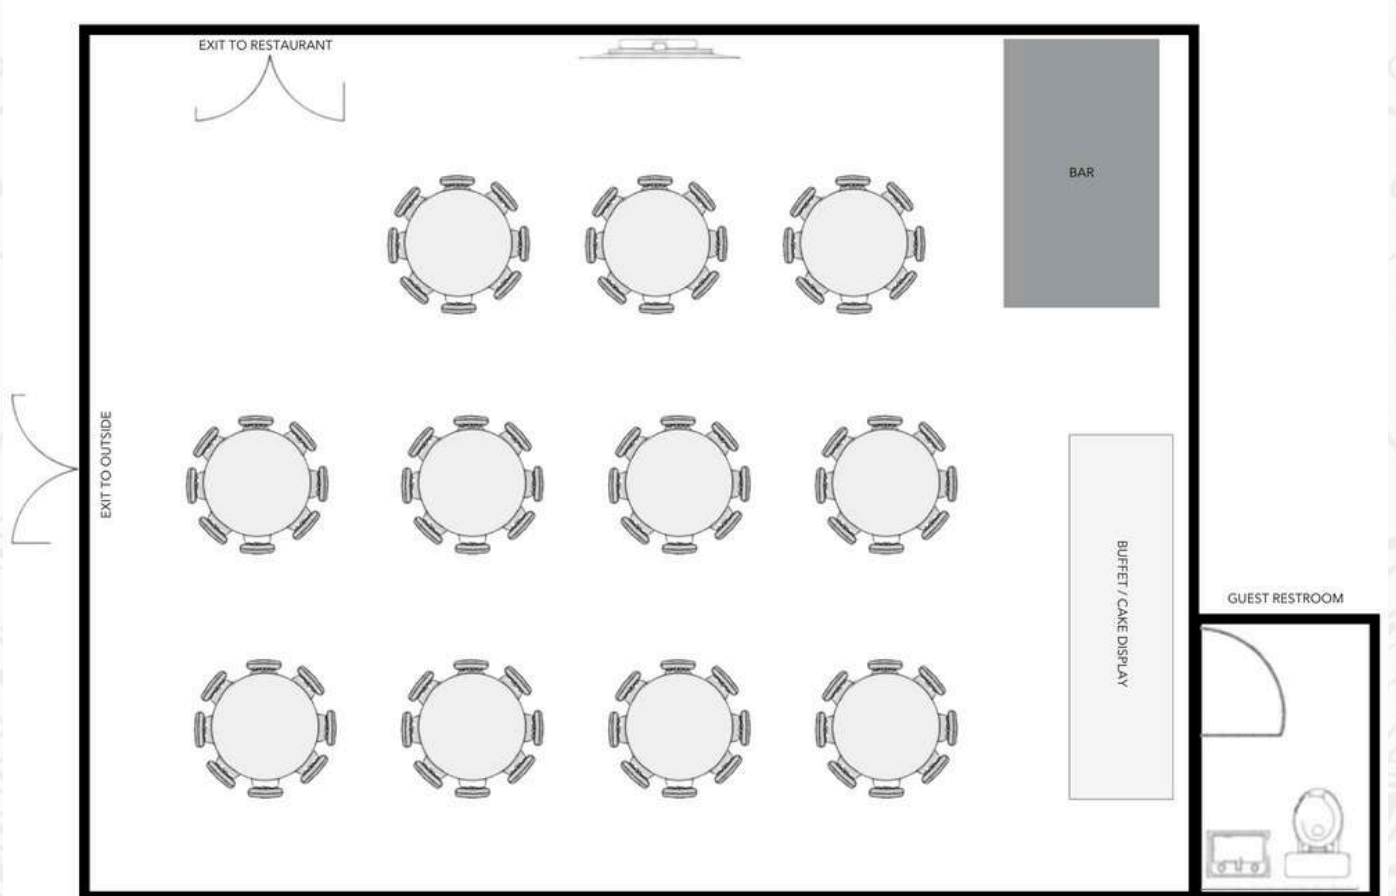 EXIT TO RESTAURANT
BAR
EXIT TO OUTSIDE
BUFFET / CAKE DISPLAY
GUEST RESTROOM